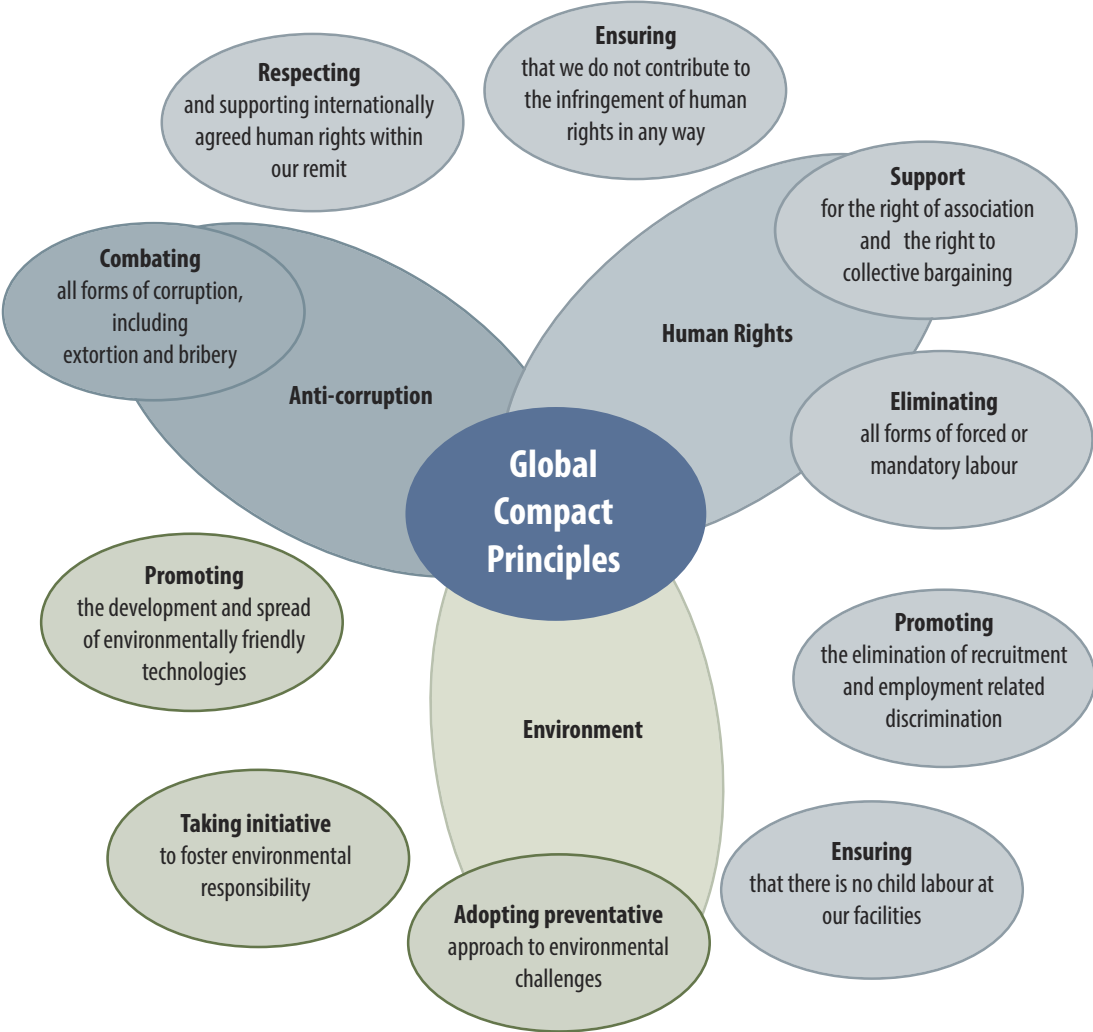 Ensuring
that we do not contribute to
the infringement of human
rights in any way
Respecting
and supporting internationally
agreed human rights within
our remit
Support
for the right of association
and the right to
collective bargaining
Combating
all forms of corruption,
including
extortion and bribery
Human Rights
Anti-corruption
Eliminating
all forms of forced or
mandatory labour
Global
Compact
Principles
Promoting
the development and spread
of environmentally friendly
technologies
Promoting
the elimination of recruitment
and employment related
discrimination
Environment
Taking initiative
to foster environmental
responsibility
Ensuring
that there is no child labour at
our facilities
Adopting preventative
approach to environmental
challenges